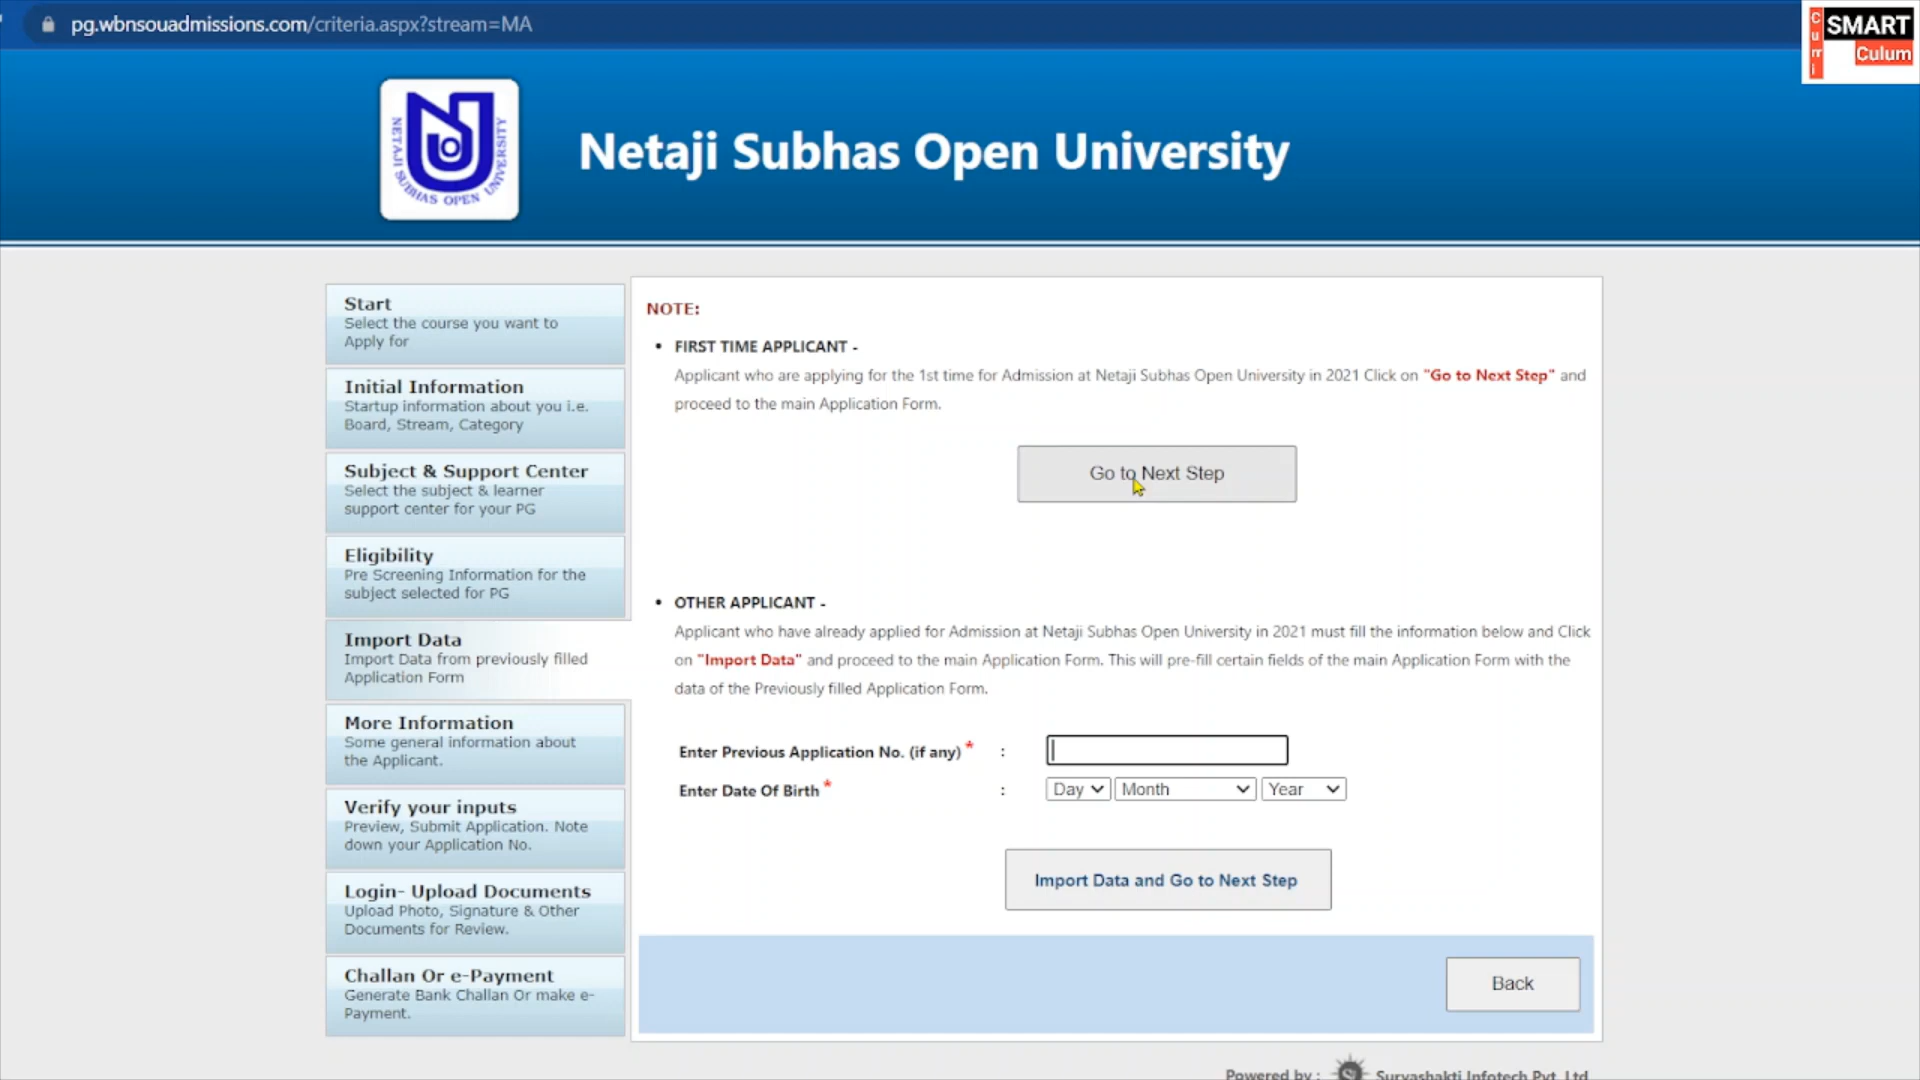 pg.wbnsouadmissions.com/criteria.aspx?stream=MA
Curri
SMART
Culum
NETAJI SUBHAS OPEN UNIVERSITY
Netaji Subhas Open University
Start
Select the course you want to
Apply for
Initial Information
Startup information about you i.e.
Board, Stream, Category
Subject & Support Center
Select the subject & learner
support center for your PG
Eligibility
Pre Screening Information for the
subject selected for PG
Import Data
Import Data from previously filled
Application Form
More Information
Some general information about
the Applicant.
Verify your inputs
Preview, Submit Application. Note
down your Application No.
Login- Upload Documents
Upload Photo, Signature & Other
Documents for Review.
Challan Or e-Payment
Generate Bank Challan Or make e-
Payment.
NOTE:
• FIRST TIME APPLICANT -
Applicant who are applying for the 1st time for Admission at Netaji Subhas Open University in 2021 Click on "Go to Next Step" and
proceed to the main Application Form.
Go to Next Step
• OTHER APPLICANT -
Applicant who have already applied for Admission at Netaji Subhas Open University in 2021 must fill the information below and Click
on "Import Data" and proceed to the main Application Form. This will pre-fill certain fields of the main Application Form with the
data of the Previously filled Application Form.
Enter Previous Application No. (if any) * :
Enter Date Of Birth * : Day Month Year
Import Data and Go to Next Step
Back
Powered by : Suryashakti Infotech Pvt. Ltd